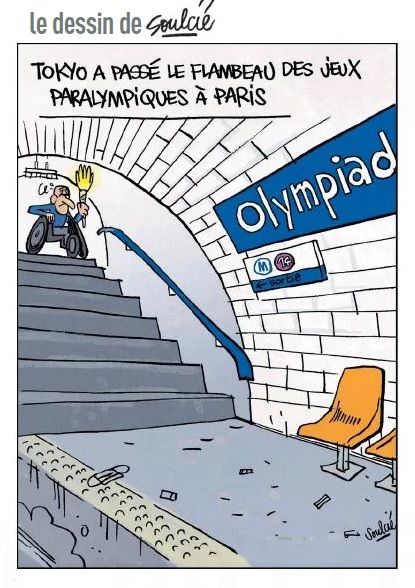 le dessin de Soulcié
TOKYO A PASSÉ LE FLAMBEAU DES JEUX
PARALYMPIQUES À PARIS
Olympiad
M 14
← sortie
Soulcié